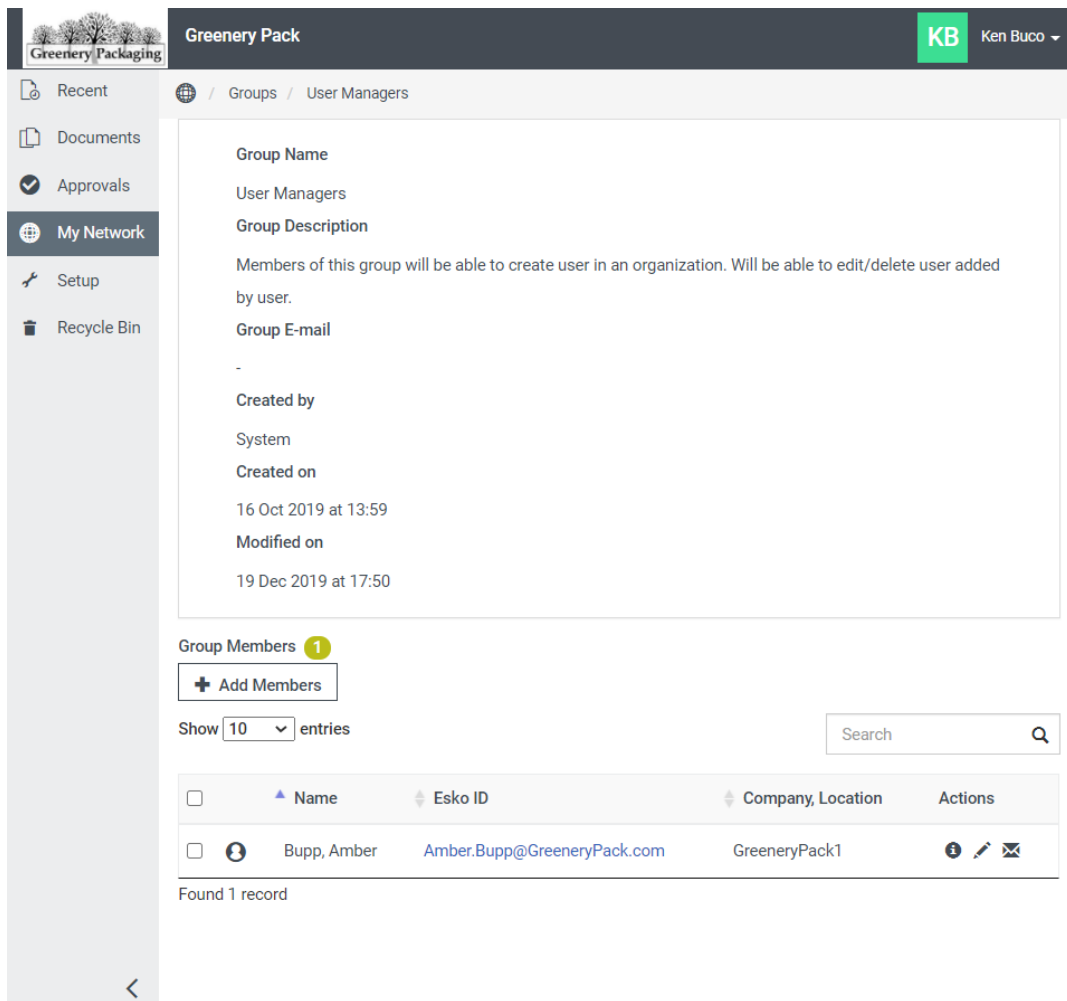 Greenery Packaging
Greenery Pack
KB
Ken Buco
Recent
Documents
Approvals
My Network
Setup
Recycle Bin
/ Groups / User Managers
Group Name
User Managers
Group Description
Members of this group will be able to create user in an organization. Will be able to edit/delete user added
by user.
Group E-mail
-
Created by
System
Created on
16 Oct 2019 at 13:59
Modified on
19 Dec 2019 at 17:50
Group Members 1
+ Add Members
Show 10 entries
Search
Name Esko ID Company, Location Actions
Bupp, Amber Amber.Bupp@GreeneryPack.com GreeneryPack1
Found 1 record